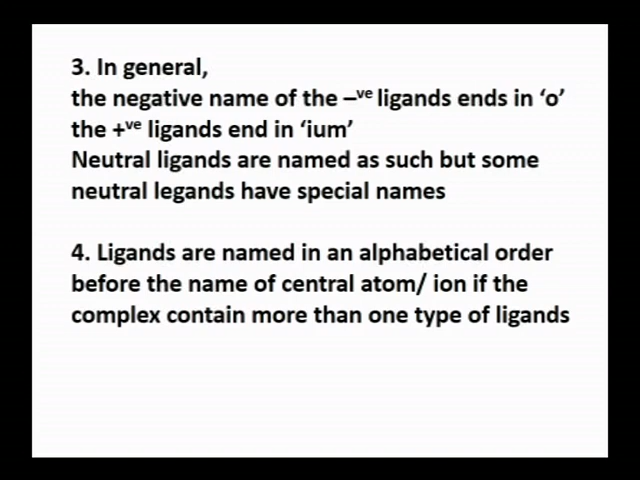 3. In general,
the negative name of the –ve ligands ends in ‘o’
the +ve ligands end in ‘ium’
Neutral ligands are named as such but some
neutral legands have special names
4. Ligands are named in an alphabetical order
before the name of central atom/ ion if the
complex contain more than one type of ligands